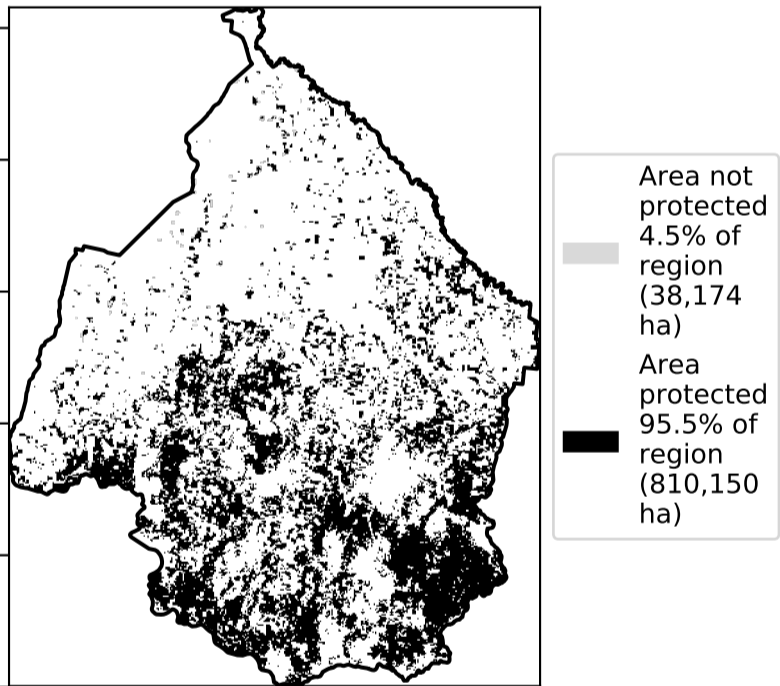 Area not
protected
4.5% of
region
(38,174
ha)
Area
protected
95.5% of
region
(810,150
ha)